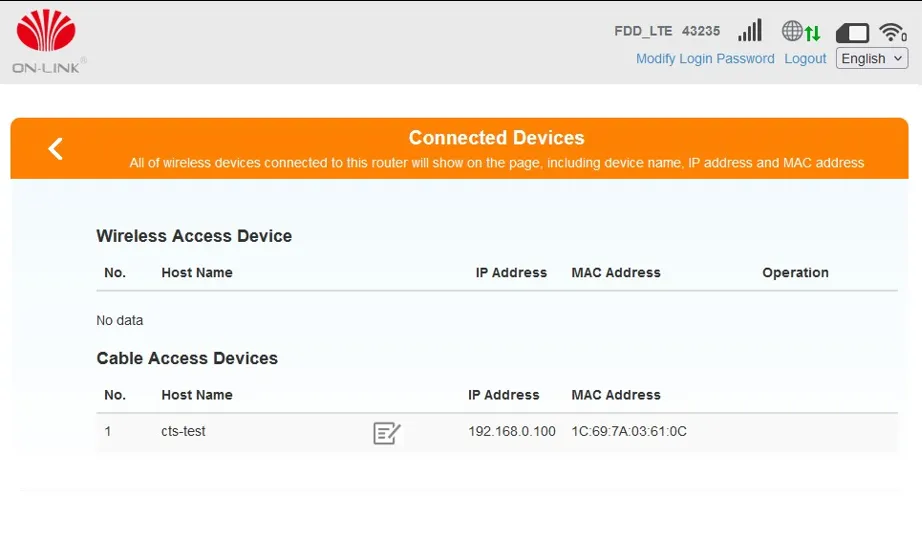 ON-LINK®
FDD_LTE 43235
0
Modify Login Password Logout English
Connected Devices
All of wireless devices connected to this router will show on the page, including device name, IP address and MAC address
Wireless Access Device
No. Host Name IP Address MAC Address Operation
No data
Cable Access Devices
No. Host Name IP Address MAC Address
1 cts-test 192.168.0.100 1C:69:7A:03:61:0C